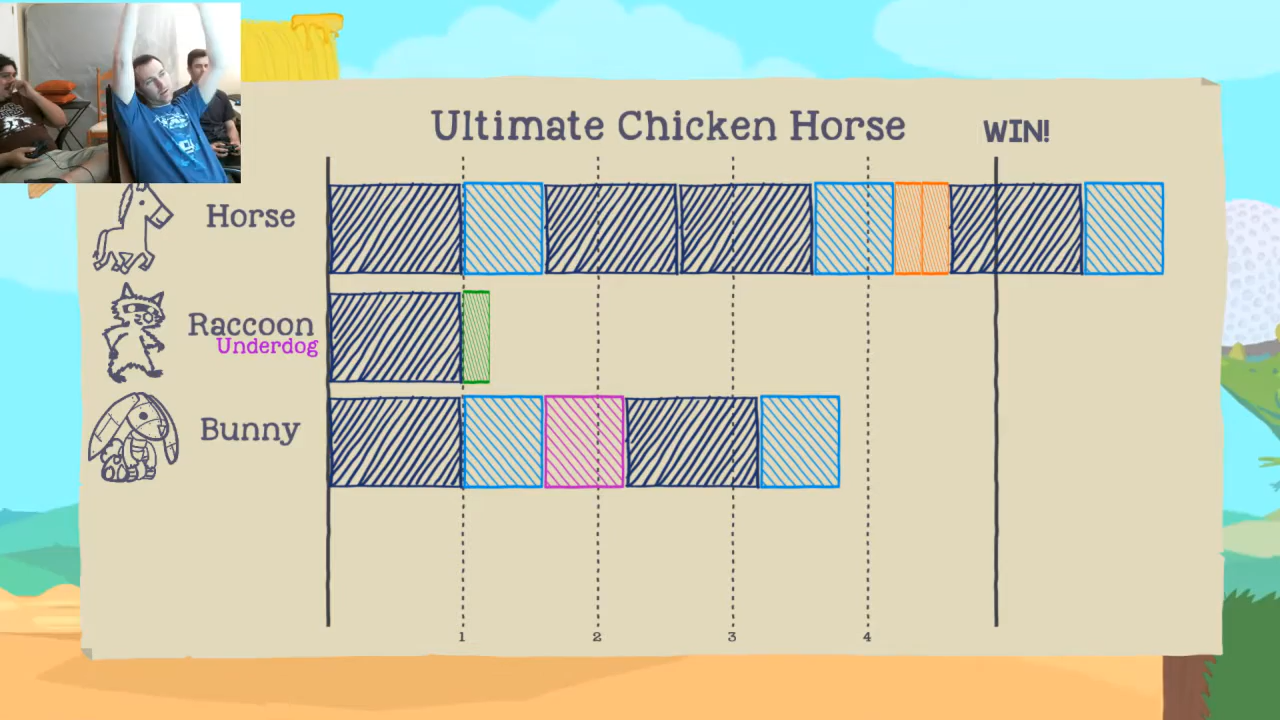 Ultimate Chicken Horse
WIN!
Horse
Raccoon
Underdog
Bunny
1 2 3 4